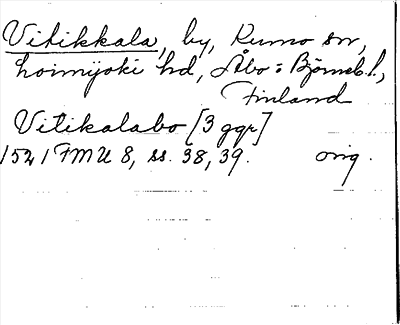 Vitikkala, by, Kumo sn,
Loimijoki hd, Åbo: Björneb. l.,
Finland
Vitikalabo [3 ggr]
1521 FMU 8, ss. 38, 39. orig.